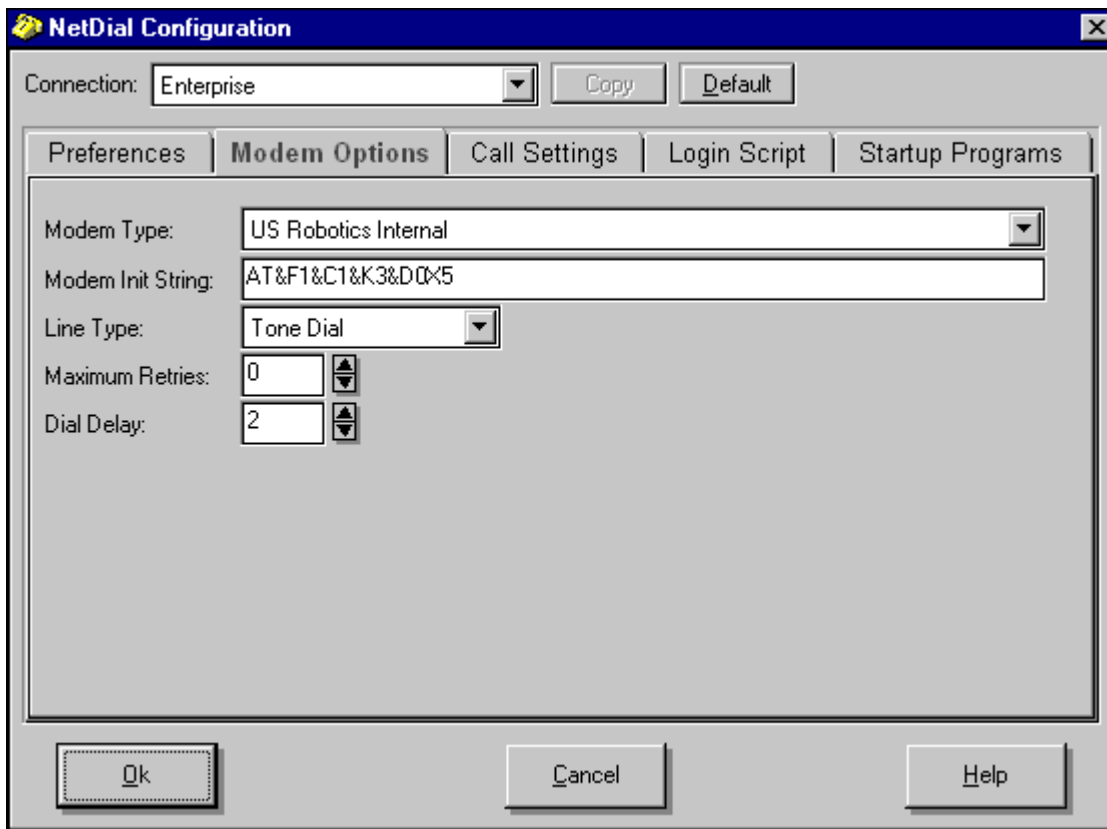 NetDial Configuration
Connection: Enterprise Copy Default
Preferences Modem Options Call Settings Login Script Startup Programs
Modem Type: US Robotics Internal
Modem Init String: AT&F1&C1&K3&D0X5
Line Type: Tone Dial
Maximum Retries: 0
Dial Delay: 2
Ok Cancel Help